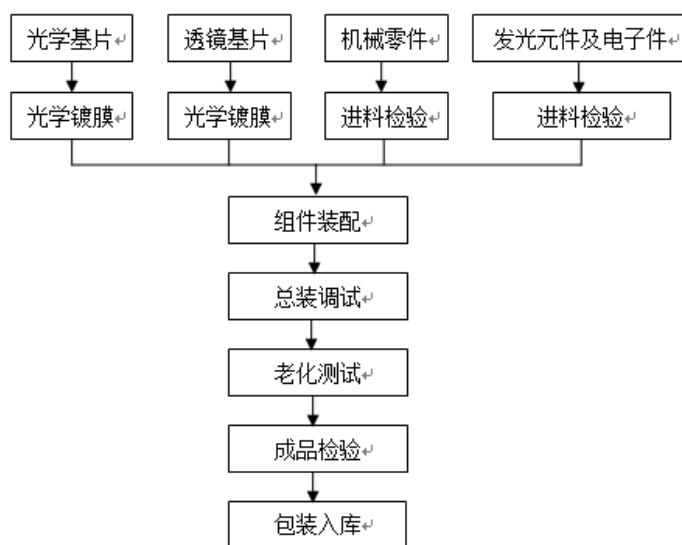 光学基片
透镜基片
机械零件
发光元件及电子件
光学镀膜
光学镀膜
进料检验
进料检验
组件装配
总装调试
老化测试
成品检验
包装入库